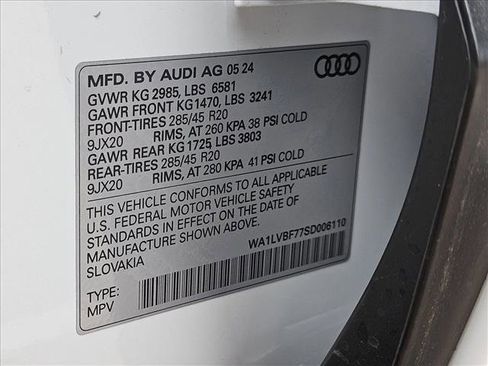 MFD. BY AUDI AG 05 24
GVWR KG 2985, LBS 6581
GAWR FRONT KG1470, LBS 3241
FRONT-TIRES 285/45 R20
9JX20 RIMS, AT 260 KPA 38 PSI COLD
GAWR REAR KG 1725, LBS 3803
REAR-TIRES 285/45 R20
9JX20 RIMS, AT 280 KPA 41 PSI COLD
THIS VEHICLE CONFORMS TO ALL APPLICABLE
U.S. FEDERAL MOTOR VEHICLE SAFETY
STANDARDS IN EFFECT ON THE DATE OF
MANUFACTURE SHOWN ABOVE.
WA1LVBF77SD006110
SLOVAKIA
TYPE:
MPV